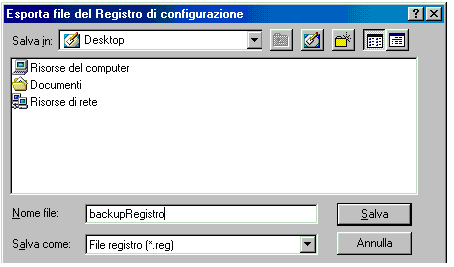 Esporta file del Registro di configurazione
Salva in: Desktop
Risorse del computer
Documenti
Risorse di rete
Nome file: backupRegistro Salva
Salva come: File registro (*.reg) Annulla